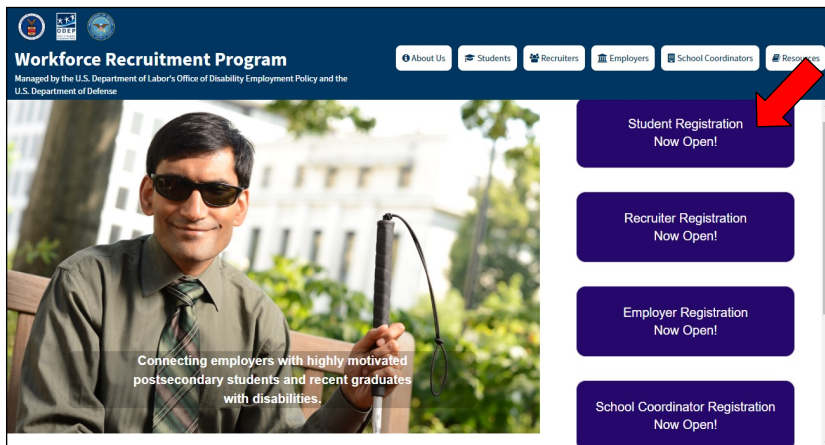 ODEP
Workforce Recruitment Program
Managed by the U.S. Department of Labor's Office of Disability Employment Policy and the
U.S. Department of Defense
About Us
Students
Recruiters
Employers
School Coordinators
Resources
Student Registration
Now Open!
Recruiter Registration
Now Open!
Employer Registration
Now Open!
School Coordinator Registration
Now Open!
Connecting employers with highly motivated
postsecondary students and recent graduates
with disabilities.